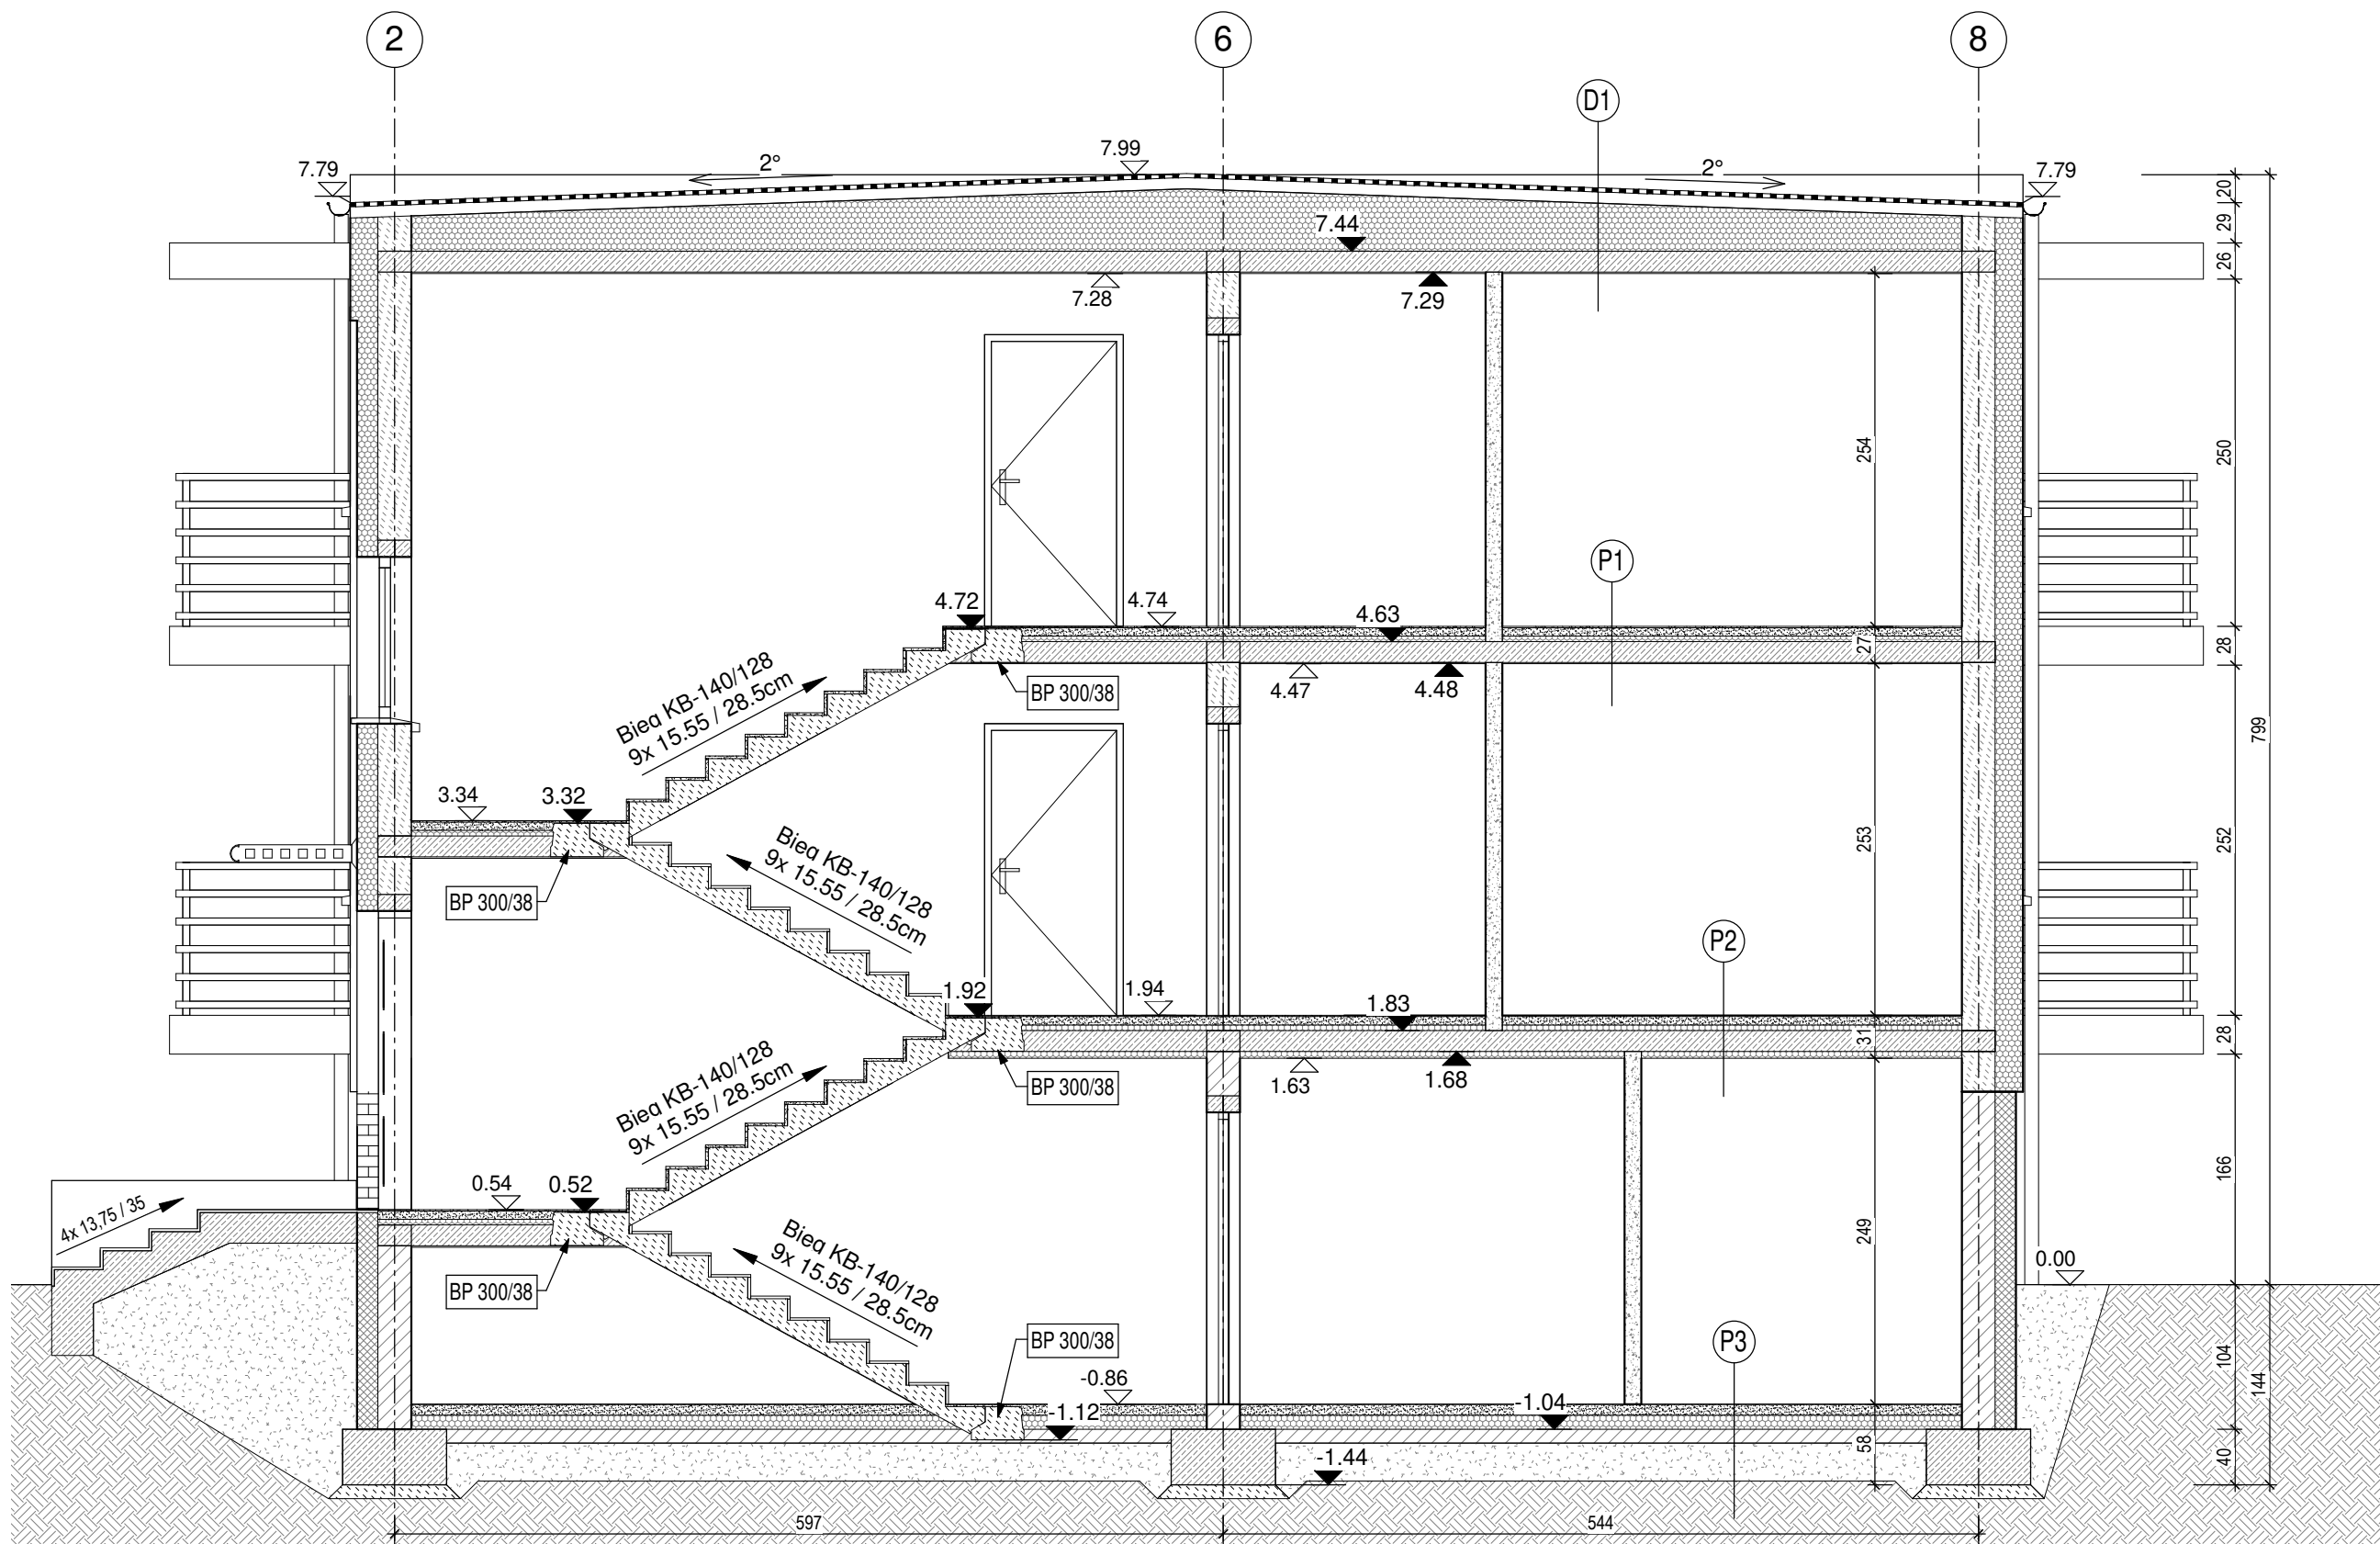 2
6
8
D1
7.79
2°
7.99
2°
7.79
20
29
7.44
26
7.28
7.29
254
250
P1
4.72
4.74
4.63
27
28
Bieg KB-140/128
9x 15.55 / 28.5cm
BP 300/38
4.47
4.48
799
3.34
3.32
Bieg KB-140/128
9x 15.55 / 28.5cm
253
252
BP 300/38
P2
1.92
1.94
1.83
31
28
Bieg KB-140/128
9x 15.55 / 28.5cm
BP 300/38
1.63
1.68
166
0.54
0.52
4x 13,75 / 35
249
Bieg KB-140/128
9x 15.55 / 28.5cm
0.00
BP 300/38
BP 300/38
P3
-0.86
-1.12
-1.04
104
144
58
-1.44
40
597
544